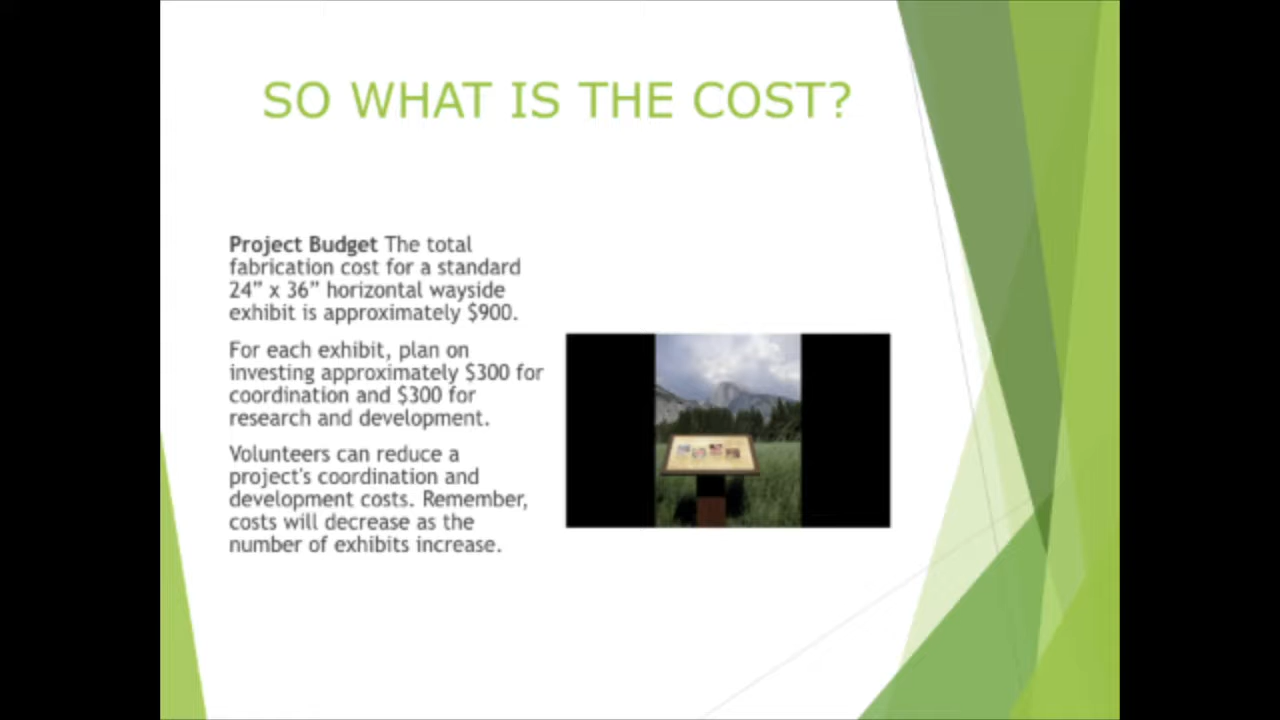 SO WHAT IS THE COST?
Project Budget The total
fabrication cost for a standard
24” x 36” horizontal wayside
exhibit is approximately $900.
For each exhibit, plan on
investing approximately $300 for
coordination and $300 for
research and development.
Volunteers can reduce a
project's coordination and
development costs. Remember,
costs will decrease as the
number of exhibits increase.